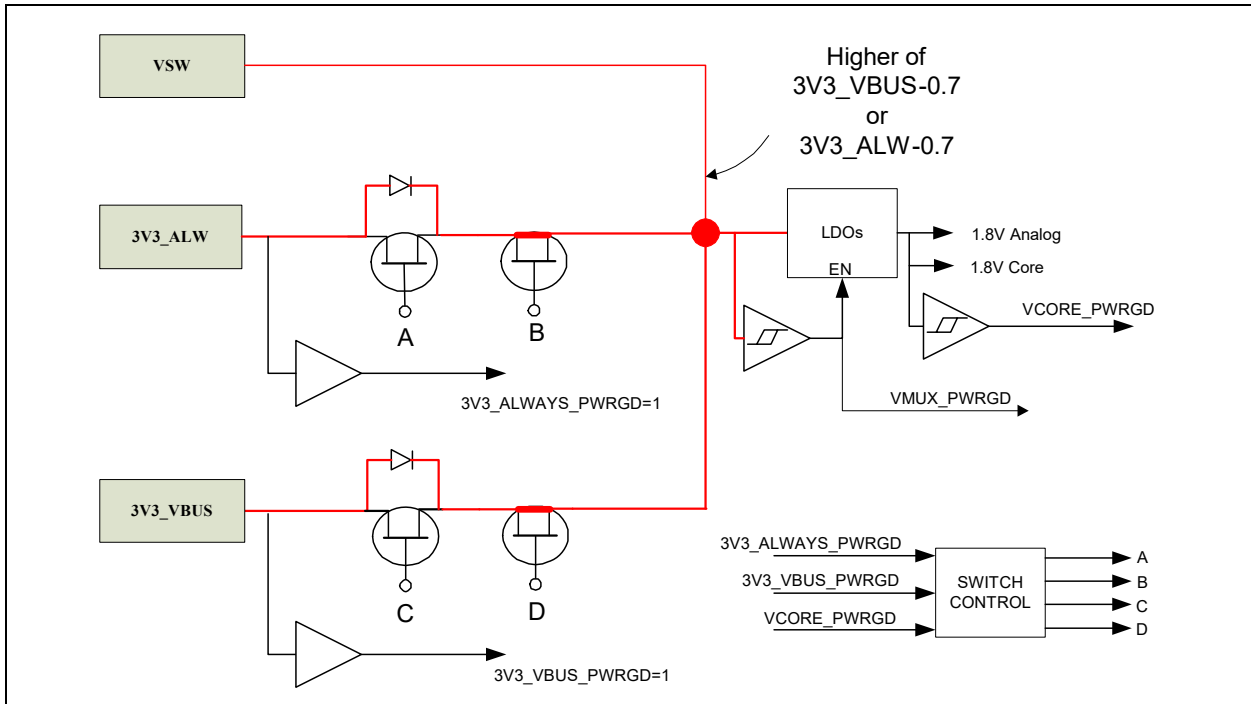 VSW
Higher of
3V3_VBUS-0.7
or
3V3_ALW-0.7
3V3_ALW
A
B
LDOs
EN
1.8V Analog
1.8V Core
VCORE_PWRGD
VMUX_PWRGD
3V3_ALWAYS_PWRGD=1
3V3_VBUS
C
D
3V3_VBUS_PWRGD=1
3V3_ALWAYS_PWRGD
3V3_VBUS_PWRGD
VCORE_PWRGD
SWITCH
CONTROL
A
B
C
D